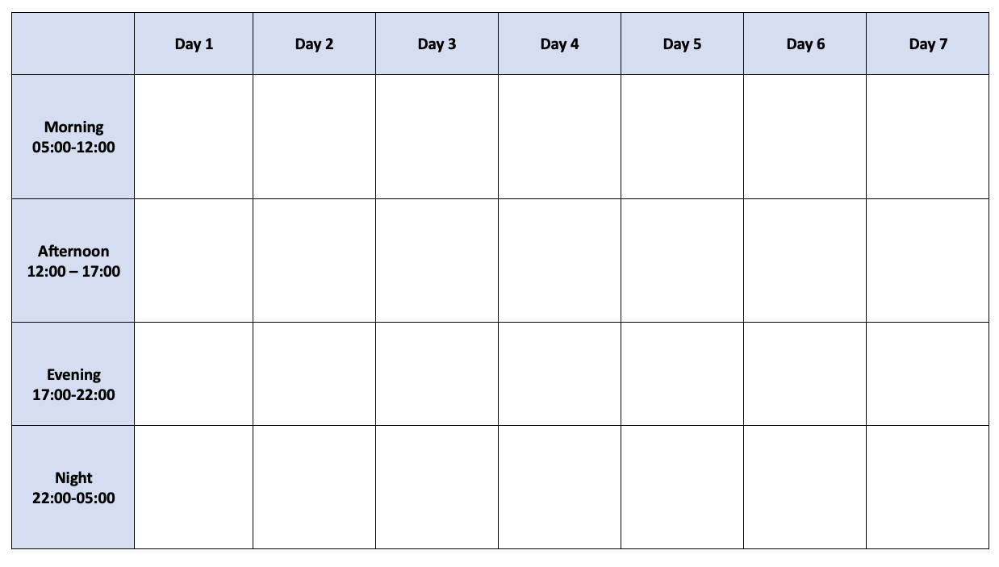 Day 1
Day 2
Day 3
Day 4
Day 5
Day 6
Day 7
Morning
05:00-12:00
Afternoon
12:00 – 17:00
Evening
17:00-22:00
Night
22:00-05:00